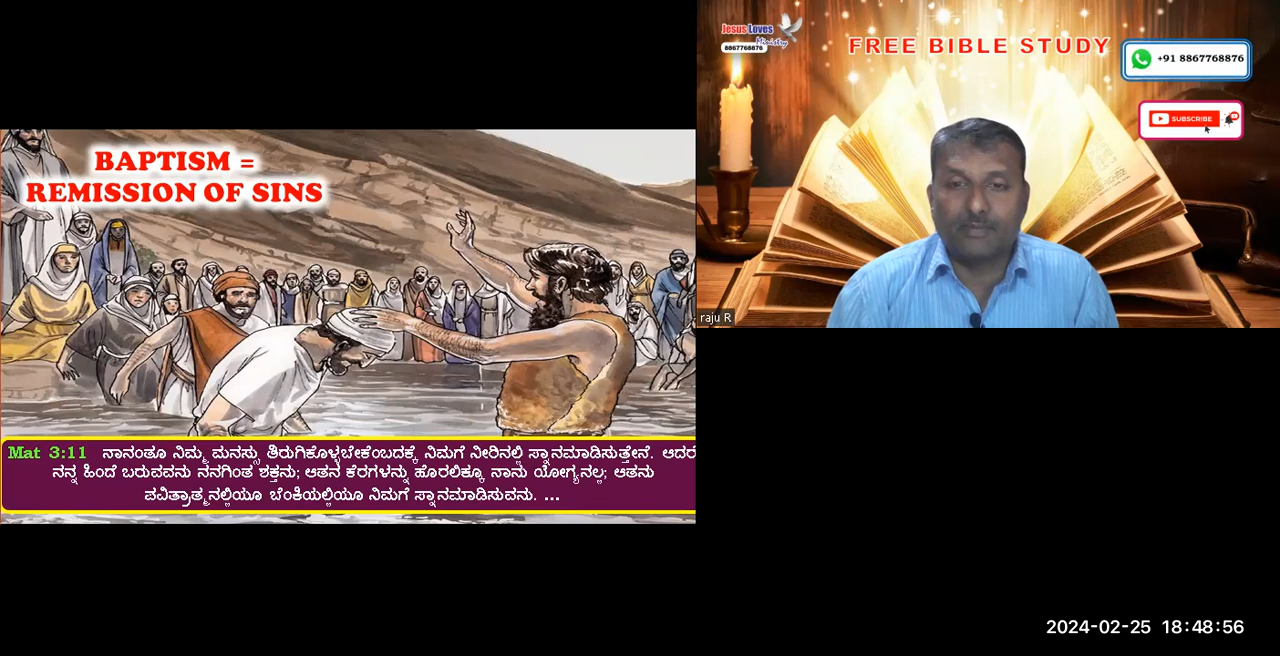 BAPTISM =
REMISSION OF SINS
Mat 3:11 ನಾನಂತೂ ನಿಮ್ಮ ಮನಸ್ಸು ತಿರುಗಿಕೊಳ್ಳಬೇಕೆಂಬದಕ್ಕೆ ನಿಮಗೆ ನೀರಿನಲ್ಲಿ ಸ್ನಾನಮಾಡಿಸುತ್ತೇನೆ. ಆದರೆ
ನನ್ನ ಹಿಂದೆ ಬರುವವನು ನನಗಿಂತ ಶಕ್ತನು; ಆತನ ಕೆರಗಳನ್ನು ಹೊರಲಿಕ್ಕೂ ನಾನು ಯೋಗ್ಯನಲ್ಲ; ಆತನು
ಪವಿತ್ರಾತ್ಮನಲ್ಲಿಯೂ ಬೆಂಕಿಯಲ್ಲಿಯೂ ನಿಮಗೆ ಸ್ನಾನಮಾಡಿಸುವನು. ...
Jesus Loves
Ministry
8867768876
FREE BIBLE STUDY
+91 8867768876
SUBSCRIBE
raju R
2024-02-25 18:48:56